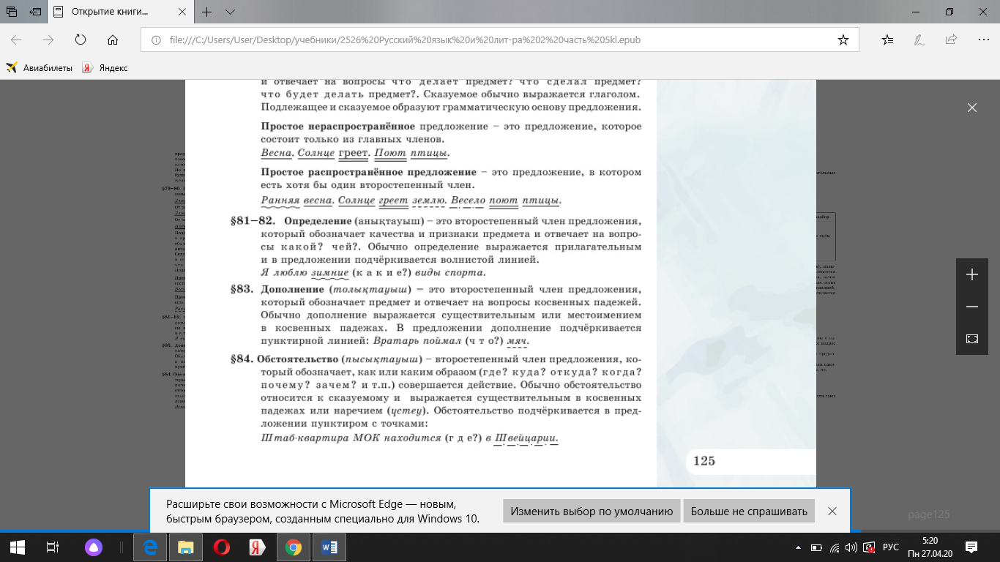 Открытие книги...
file:///C:/Users/User/Desktop/учебники/2526%20Русский%20язык%20и%20лит-ра%202%20часть%205kl.epub
Авиабилеты Яндекс
и отвечает на вопросы что делает предмет? что сделал предмет?
что будет делать предмет?. Сказуемое обычно выражается глаголом.
Подлежащее и сказуемое образуют грамматическую основу предложения.
Простое нераспространённое предложение – это предложение, которое
состоит только из главных членов.
Весна. Солнце греет. Поют птицы.
Простое распространённое предложение – это предложение, в котором
есть хотя бы один второстепенный член.
Ранняя весна. Солнце греет землю. Весело поют птицы.
§81–82. Определение (анықтауыш) – это второстепенный член предложения,
который обозначает качества и признаки предмета и отвечает на вопро-
сы какой? чей?. Обычно определение выражается прилагательным
и в предложении подчёркивается волнистой линией.
Я люблю зимние (какие?) виды спорта.
§83. Дополнение (толықтауыш) – это второстепенный член предложения,
который обозначает предмет и отвечает на вопросы косвенных падежей.
Обычно дополнение выражается существительным или местоимением
в косвенных падежах. В предложении дополнение подчёркивается
пунктирной линией: Вратарь поймал (что?) мяч.
§84. Обстоятельство (пысықтауыш) – второстепенный член предложения, ко-
торый обозначает, как или каким образом (где? куда? откуда? когда?
почему? зачем? и т.п.) совершается действие. Обычно обстоятельство
относится к сказуемому и выражается существительным в косвенных
падежах или наречием (үстеу). Обстоятельство подчёркивается в пред-
ложении пунктиром с точками:
Штаб-квартира МОК находится (где?) в Швейцарии.
125
Расширьте свои возможности с Microsoft Edge — новым,
быстрым браузером, созданным специально для Windows 10.
Изменить выбор по умолчанию
Больше не спрашивать
page125
РУС
5:20
Пн 27.04.20